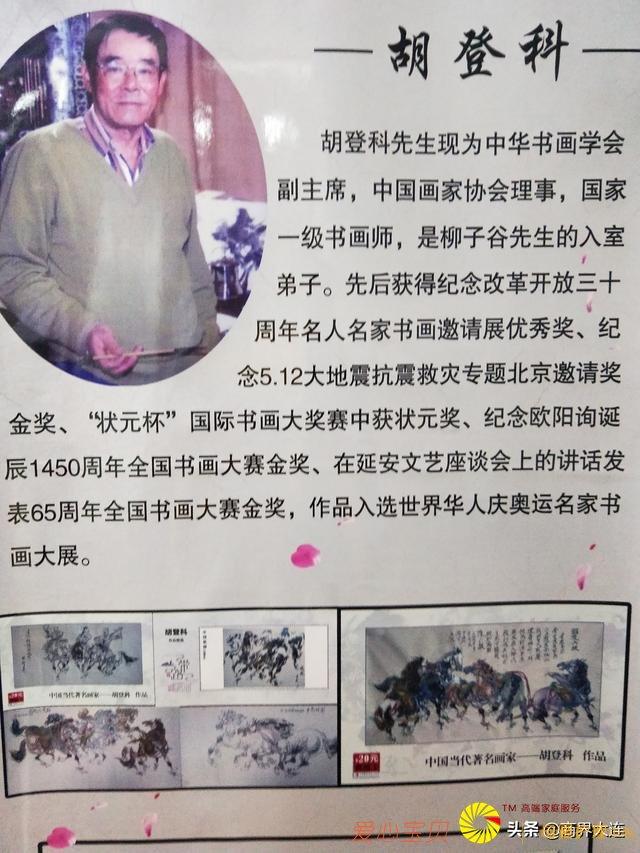 胡登科
胡登科先生现为中华书画学会
副主席，中国画家协会理事，国家
一级书画师，是柳子谷先生的入室
弟子。先后获得纪念改革开放三十
周年名人名家书画邀请展优秀奖、纪
念5.12大地震抗震救灾专题北京邀请奖
金奖、“状元杯”国际书画大奖赛中获状元奖、纪念欧阳询诞
辰1450周年全国书画大赛金奖、在延安文艺座谈会上的讲话发
表65周年全国书画大赛金奖，作品入选世界华人庆奥运名家书
画大展。
胡登科
中国当代著名画家——胡登科 作品
中国当代著名画家——胡登科 作品
爱心宝贝
TM 高端家庭服务
头条 @商界大连